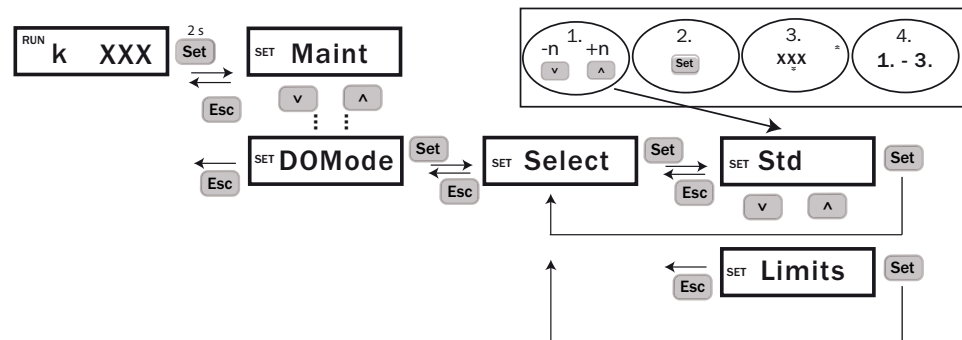 RUN k XXX
2 s
Set
Esc
SET Maint
v ^
SET DOMode
Esc
Set
Esc
SET Select
Set
Esc
SET Std
Set
v ^
SET Limits
Esc
Set
1.
-n +n
v ^
2.
Set
3.
xxx
4.
1. - 3.